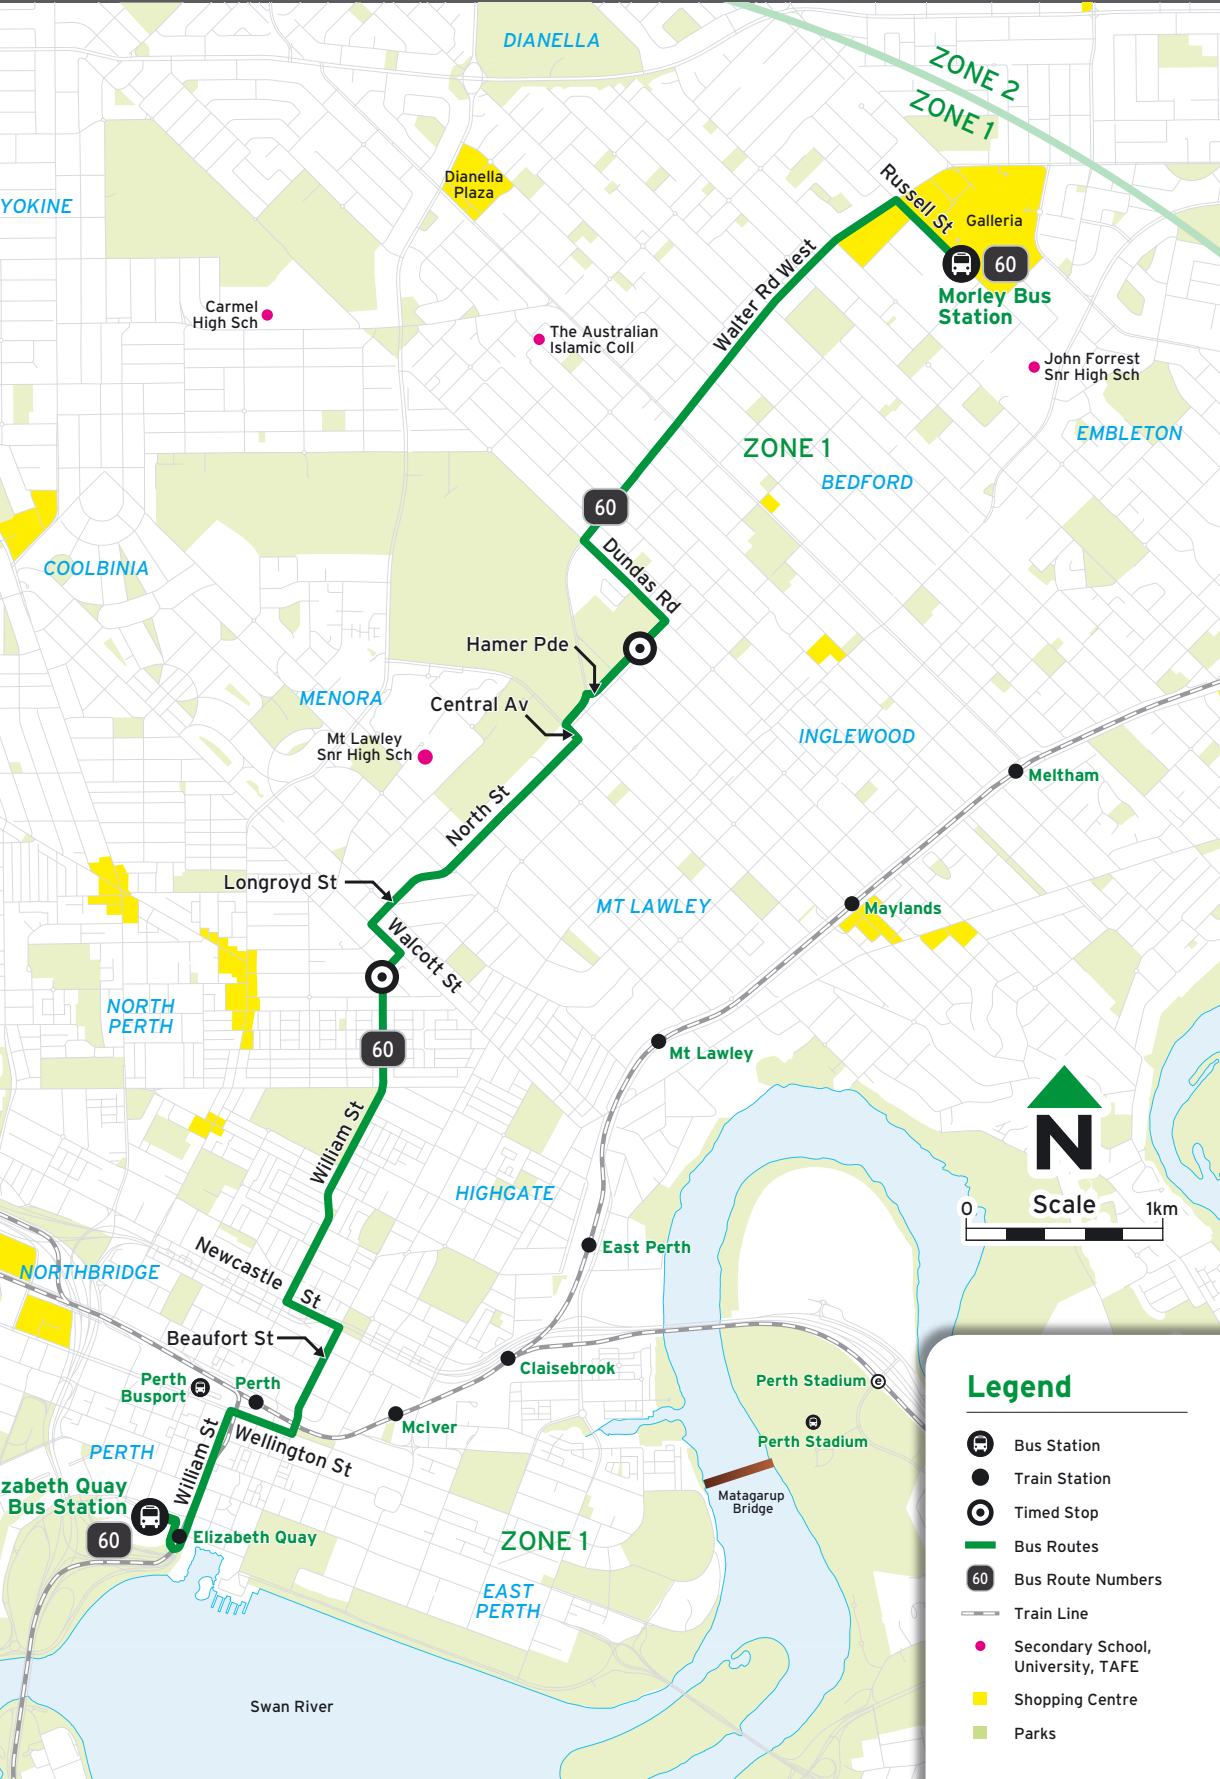 DIANELLA
ZONE 2
ZONE 1
Dianella
Plaza
YOKINE
Russell St
Galleria
60
Morley Bus
Station
Walter Rd West
Carmel
High Sch
The Australian
Islamic Coll
John Forrest
Snr High Sch
EMBLETON
ZONE 1
BEDFORD
60
COOLBINIA
Dundas Rd
Hamer Pde
MENORA
Central Av
Mt Lawley
Snr High Sch
INGLEWOOD
Meltham
North St
Longroyd St
MT LAWLEY
Maylands
Walcott St
NORTH
PERTH
60
Mt Lawley
William St
N
HIGHGATE
Scale
0
1km
Newcastle St
East Perth
NORTHBRIDGE
Beaufort St
Claisebrook
Perth
Busport
Perth
Perth Stadium
e
McIver
Perth Stadium
PERTH
William St
Wellington St
zabeth Quay
Bus Station
Matagarup
Bridge
60
Elizabeth Quay
ZONE 1
EAST
PERTH
Swan River
Legend
Bus Station
Train Station
Timed Stop
Bus Routes
60
Bus Route Numbers
Train Line
Secondary School,
University, TAFE
Shopping Centre
Parks